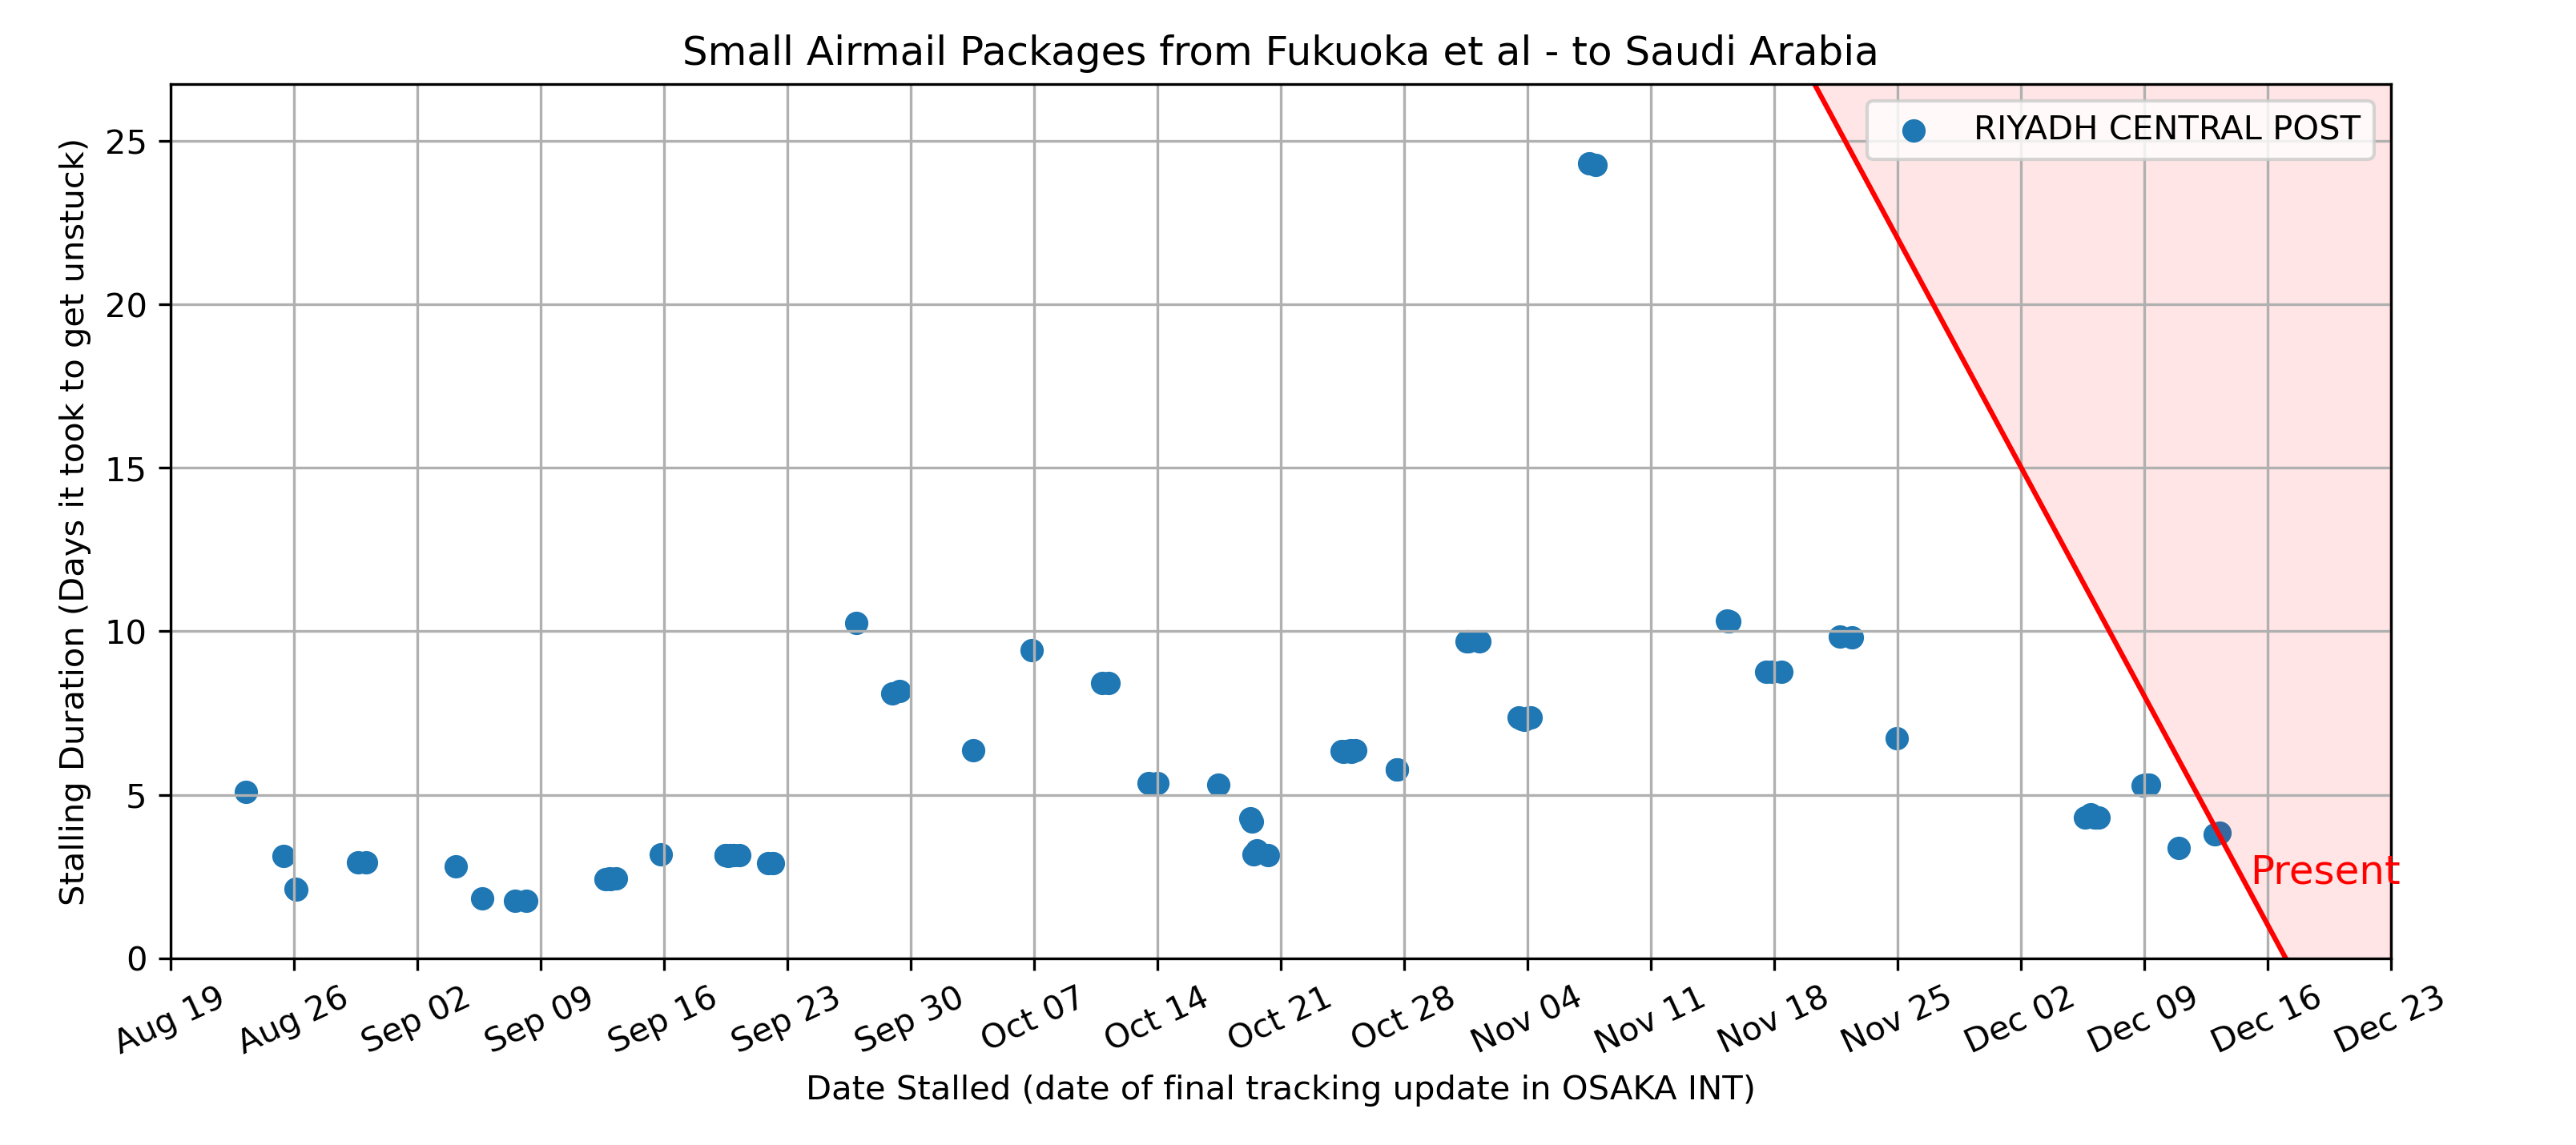 Small Airmail Packages from Fukuoka et al - to Saudi Arabia
RIYADH CENTRAL POST
Stalling Duration (Days it took to get unstuck)
25
20
15
10
5
0
Present
Aug 19
Aug 26
Sep 02
Sep 09
Sep 16
Sep 23
Sep 30
Oct 07
Oct 14
Oct 21
Oct 28
Nov 04
Nov 11
Nov 18
Nov 25
Dec 02
Dec 09
Dec 16
Dec 23
Date Stalled (date of final tracking update in OSAKA INT)